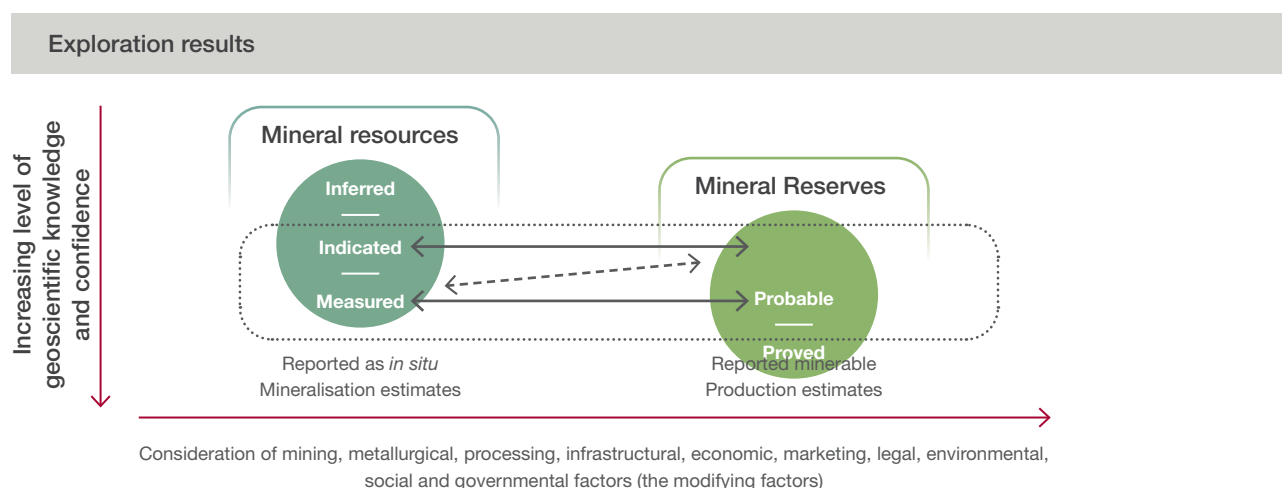 Exploration results
Increasing level of
geoscientific knowledge
and confidence
Mineral resources
Inferred
Indicated
Measured
Reported as in situ
Mineralisation estimates
Mineral Reserves
Probable
Proved
Reported minerable
Production estimates
Consideration of mining, metallurgical, processing, infrastructural, economic, marketing, legal, environmental,
social and governmental factors (the modifying factors)